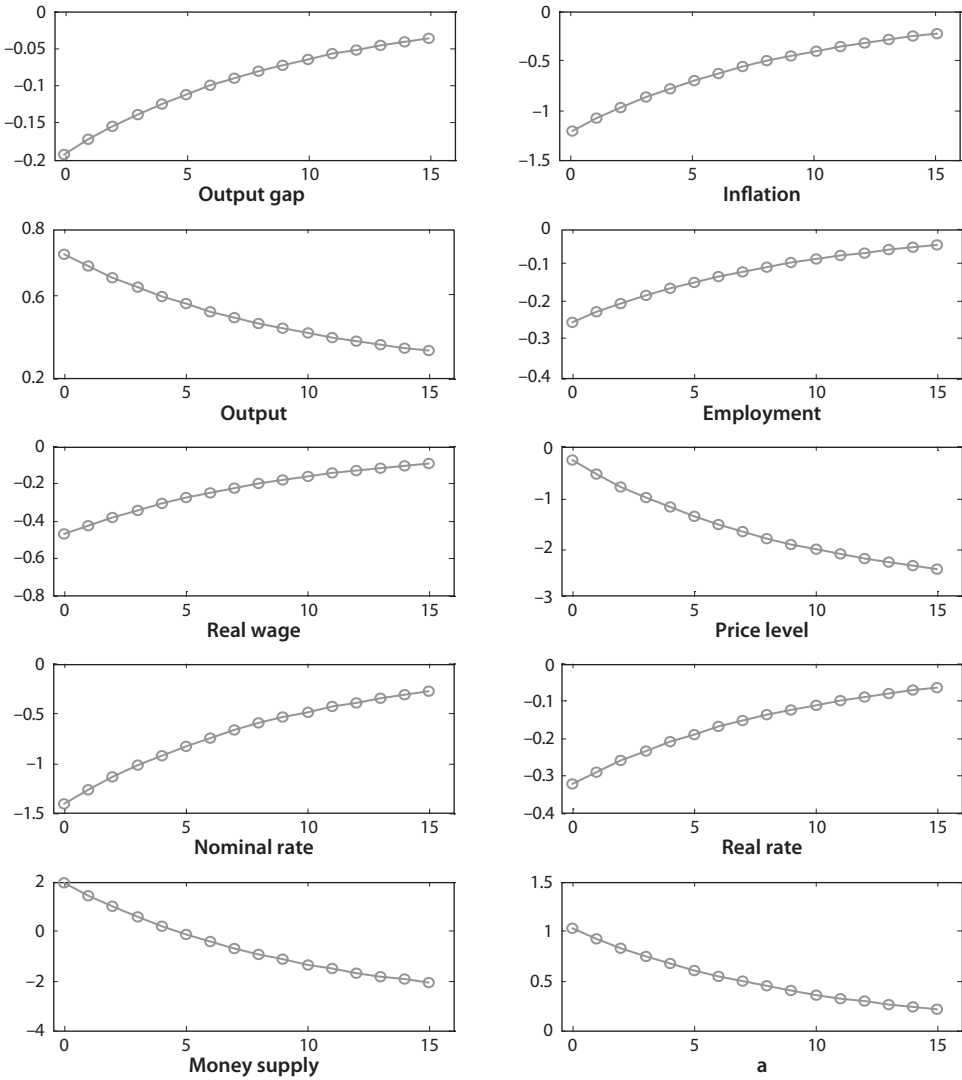 0
−0.05
−0.1
−0.15
−0.2
0 5 10 15
Output gap
0
−0.5
−1
−1.5
0 5 10 15
Inflation
0.8
0.6
0.2
0 5 10 15
Output
0
−0.1
−0.2
−0.3
−0.4
0 5 10 15
Employment
0
−0.2
−0.4
−0.6
−0.8
0 5 10 15
Real wage
0
−1
−2
−3
0 5 10 15
Price level
0
−0.5
−1
−1.5
0 5 10 15
Nominal rate
0
−0.1
−0.2
−0.3
−0.4
0 5 10 15
Real rate
2
0
−2
−4
0 5 10 15
Money supply
1.5
1
0.5
0
0 5 10 15
a